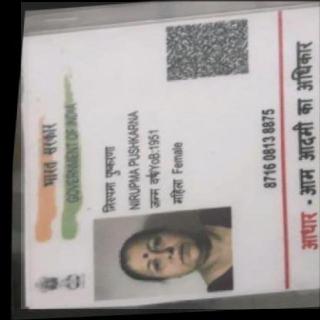 भारत सरकार
GOVERNMENT OF INDIA
निरुपमा पुष्करणा
NIRUPMA PUSHKARNA
जन्म वर्ष/YoB:1951
महिला Female
8716 0813 8875
आधार - आम आदमी का अधिकार